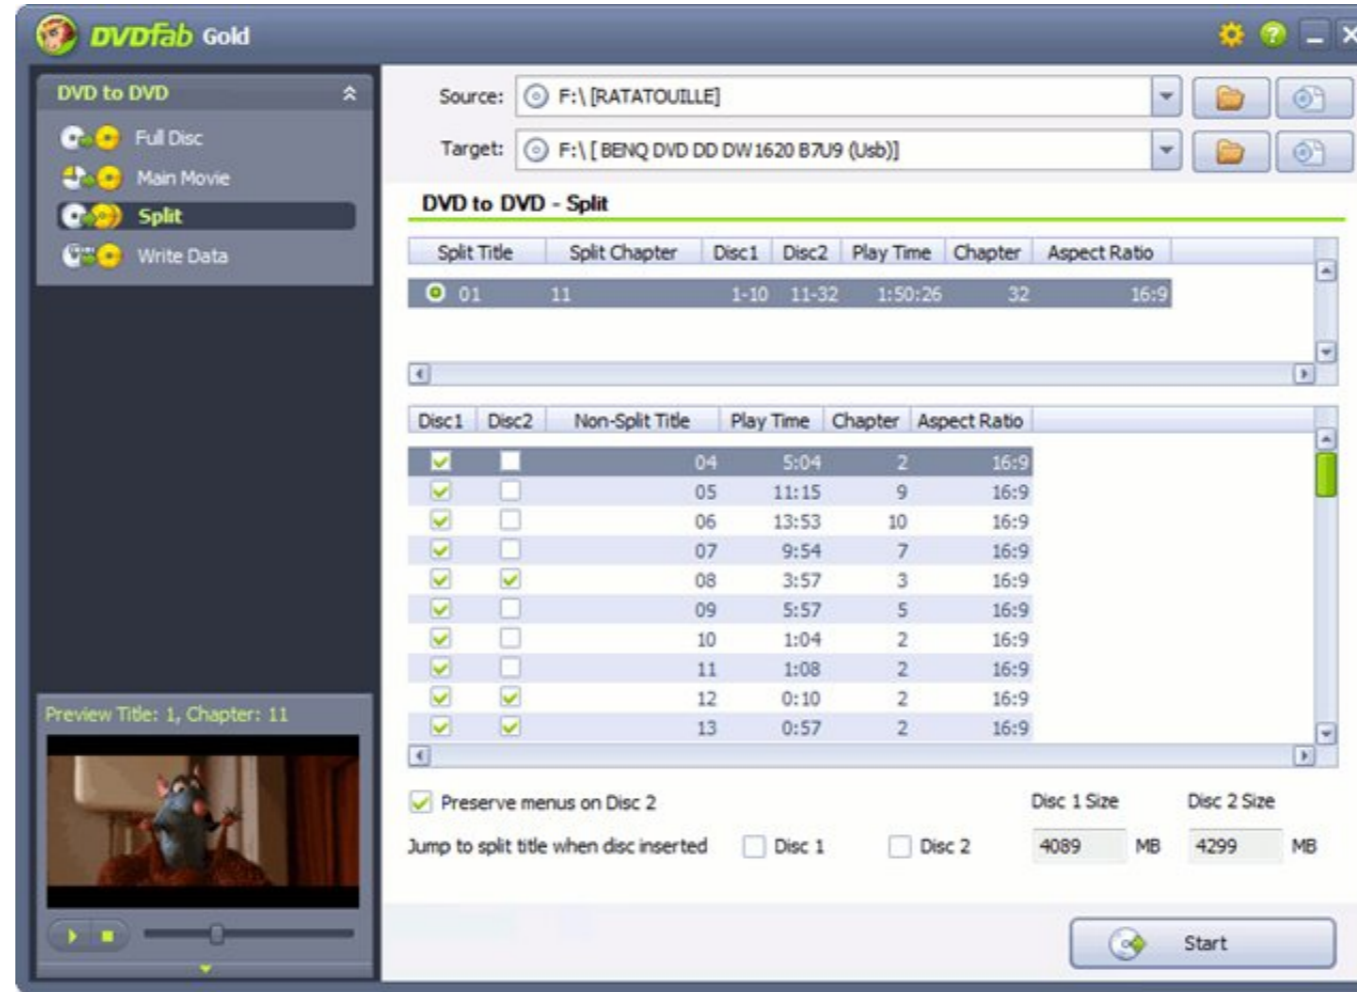 DVDfab Gold
DVD to DVD
Full Disc
Main Movie
Split
Write Data
Preview Title: 1, Chapter: 11
Source: F:\ [RATATOUILLE]
Target: F:\ [ BENQ DVD DD DW1620 B7U9 (Usb)]
DVD to DVD - Split
Split Title Split Chapter Disc1 Disc2 Play Time Chapter Aspect Ratio
01 11 1-10 11-32 1:50:26 32 16:9
Disc1 Disc2 Non-Split Title Play Time Chapter Aspect Ratio
04 5:04 2 16:9
05 11:15 9 16:9
06 13:53 10 16:9
07 9:54 7 16:9
08 3:57 3 16:9
09 5:57 5 16:9
10 1:04 2 16:9
11 1:08 2 16:9
12 0:10 2 16:9
13 0:57 2 16:9
Preserve menus on Disc 2 Disc 1 Size Disc 2 Size
Jump to split title when disc inserted Disc 1 Disc 2 4089 MB 4299 MB
Start